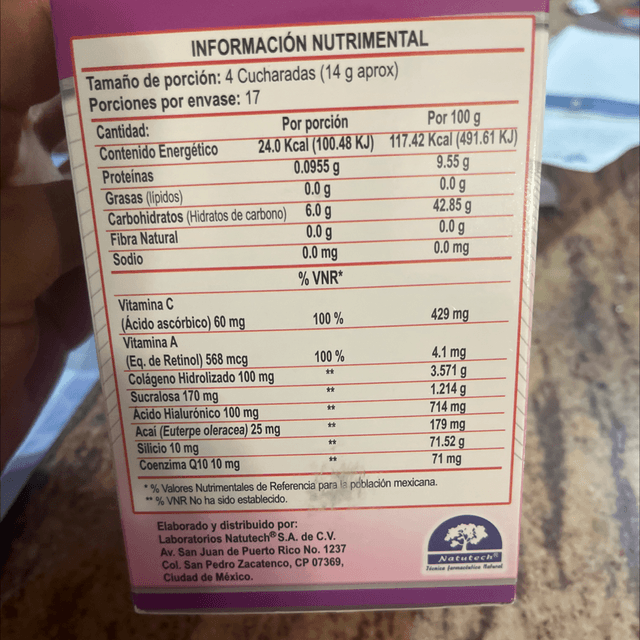 INFORMACIÓN NUTRIMENTAL
Tamaño de porción: 4 Cucharadas (14 g aprox)
Porciones por envase: 17
Cantidad: Por porción Por 100 g
Contenido Energético 24.0 Kcal (100.48 KJ) 117.42 Kcal (491.61 KJ)
Proteínas 0.0955 g 9.55 g
Grasas (lípidos) 0.0 g 0.0 g
Carbohidratos (Hidratos de carbono) 6.0 g 42.85 g
Fibra Natural 0.0 g 0.0 g
Sodio 0.0 mg 0.0 mg
% VNR*
Vitamina C
(Ácido ascórbico) 60 mg 100 % 429 mg
Vitamina A
(Eq. de Retinol) 568 mcg 100 % 4.1 mg
Colágeno Hidrolizado 100 mg ** 3.571 g
Sucralosa 170 mg ** 1.214 g
Ácido Hialurónico 100 mg ** 714 mg
Acai (Euterpe oleracea) 25 mg ** 179 mg
Silicio 10 mg ** 71.52 g
Coenzima Q10 10 mg ** 71 mg
* % Valores Nutrimentales de Referencia para la población mexicana.
** % VNR No ha sido establecido.
Elaborado y distribuido por:
Laboratorios Natutech® S.A. de C.V.
Av. San Juan de Puerto Rico No. 1237
Col. San Pedro Zacatenco, CP 07369,
Ciudad de México.
Natutech®
Técnica farmacéutica Natural